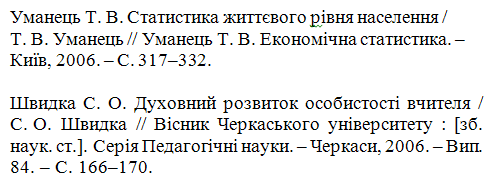 Уманець Т. В. Статистика життєвого рівня населення /
Т. В. Уманець // Уманець Т. В. Економічна статистика. –
Київ, 2006. – С. 317–332.
Швидка С. О. Духовний розвиток особистості вчителя /
С. О. Швидка // Вісник Черкаського університету : [зб.
наук. ст.]. Серія Педагогічні науки. – Черкаси, 2006. – Вип.
84. – С. 166–170.